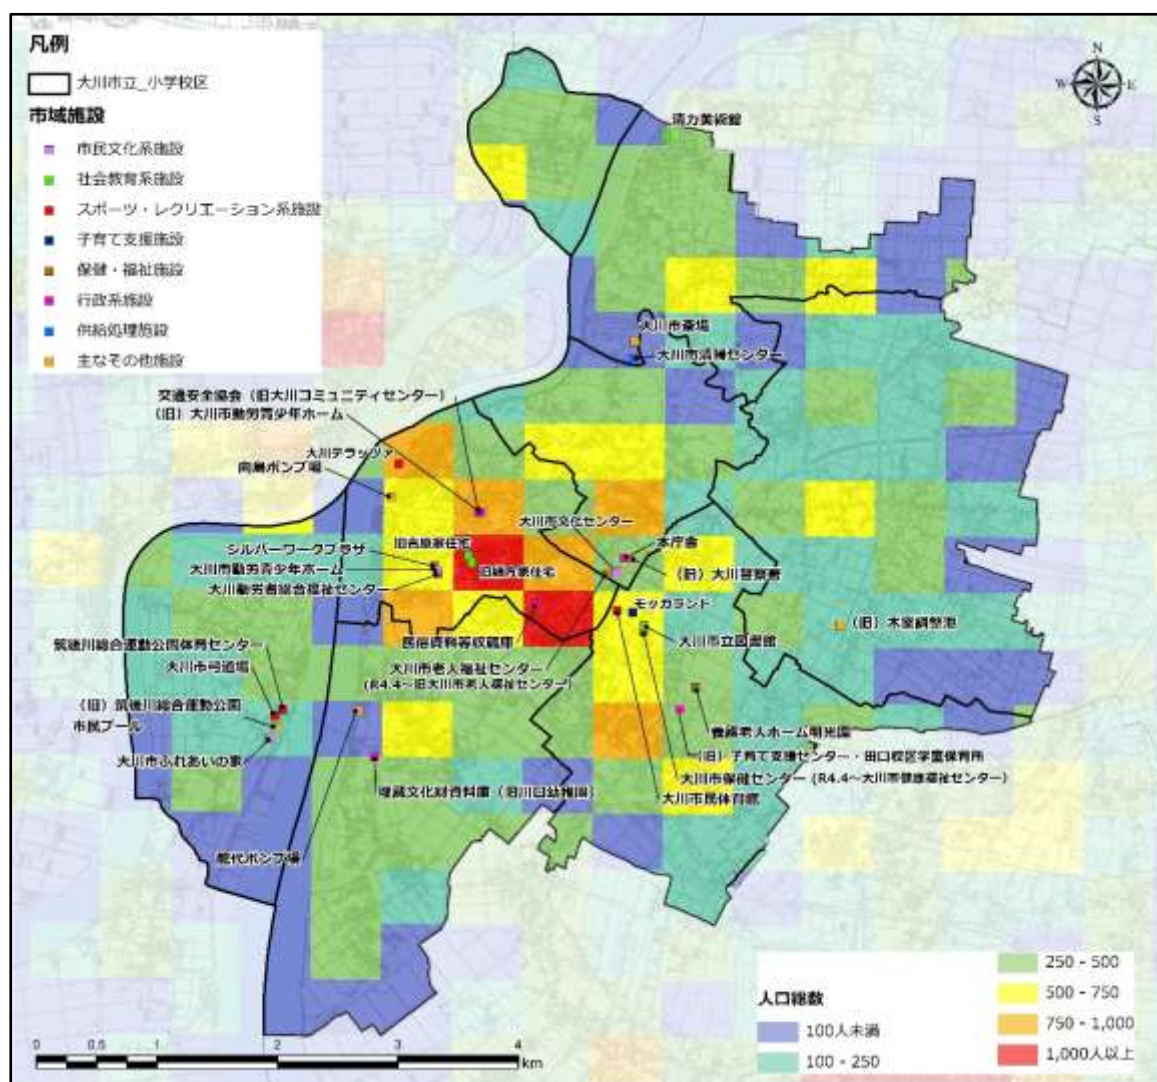 凡例
大川市立_小学校区
市域施設
市民文化系施設
社会教育系施設
スポーツ・レクリエーション系施設
子育て支援施設
保健・福祉施設
行政系施設
供給処理施設
主なその他施設
N
W
E
S
清力美術館
大川市斎場
大川市清掃センター
交通安全協会（旧大川コミュニティセンター）
（旧）大川市勤労青少年ホーム
大川テラッツァ
向島ポンプ場
大川市文化センター
本庁舎
シルバーワークプラザ
旧吉原家住宅
大川市勤労青少年ホーム
旧緒方家住宅
（旧）大川警察署
大川勤労者総合福祉センター
モッカランド
（旧）木室調整池
筑後川総合運動公園体育センター
民俗資料等収蔵庫
大川市立図書館
大川市弓道場
大川市老人福祉センター
(R4.4～旧大川市老人福祉センター)
（旧）筑後川総合運動公園
市民プール
養護老人ホーム明光園
（旧）子育て支援センター・田口校区学童保育所
大川市ふれあいの家
大川市保健センター (R4.4～大川市健康福祉センター)
埋蔵文化財資料庫（旧川口幼稚園）
大川市民体育館
新代ポンプ場
人口総数
100人未満
100 - 250
250 - 500
500 - 750
750 - 1,000
1,000人以上
0 0.5 1 2 3 4
km